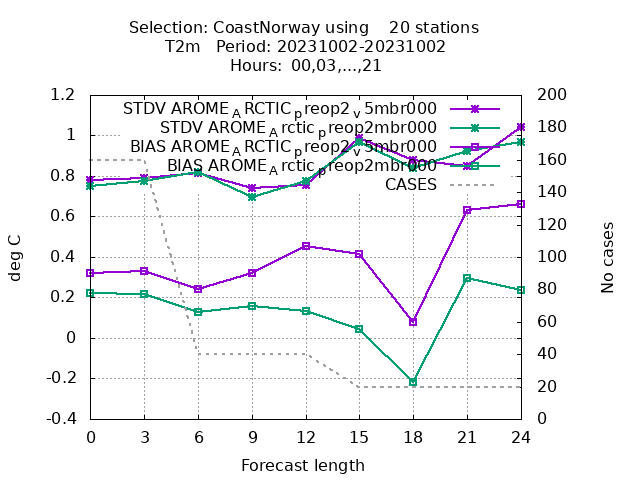 Selection: CoastNorway using    20 stations
T2m   Period: 20231002-20231002
Hours:  00,03,...,21
STDV AROME_ARCTIC_preop2_v5mbr000
STDV AROME_Arctic_preop2mbr000
BIAS AROME_ARCTIC_preop2_v5mbr000
BIAS AROME_Arctic_preop2mbr000
CASES
deg C
1.2
1
0.8
0.6
0.4
0.2
0
-0.2
-0.4
No cases
200
180
160
140
120
100
80
60
40
20
0
0 3 6 9 12 15 18 21 24
Forecast length